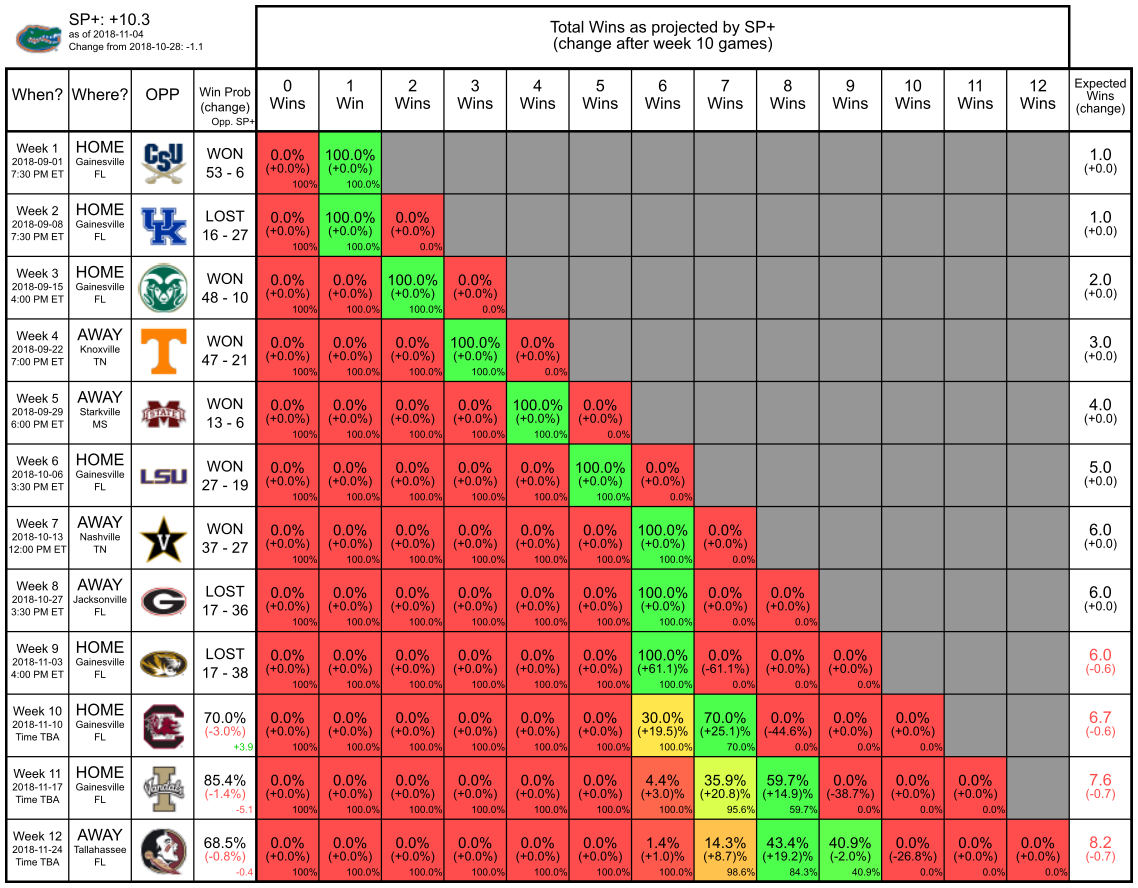 SP+: +10.3
as of 2018-11-04
Change from 2018-10-28: -1.1
Total Wins as projected by SP+
(change after week 10 games)
When? Where? OPP Win Prob (change) Opp. SP+ 0 Wins 1 Win 2 Wins 3 Wins 4 Wins 5 Wins 6 Wins 7 Wins 8 Wins 9 Wins 10 Wins 11 Wins 12 Wins Expected Wins (change)
Week 1 HOME CSU WON 0.0% 100.0% 1.0
2018-09-01 Gainesville 53 - 6 (+0.0%) (+0.0%) (+0.0)
7:30 PM ET FL 100% 100.0%
Week 2 HOME UK LOST 0.0% 100.0% 0.0% 1.0
2018-09-08 Gainesville 16 - 27 (+0.0%) (+0.0%) (+0.0%) (+0.0)
7:30 PM ET FL 100% 100.0% 0.0%
Week 3 HOME WON 0.0% 0.0% 100.0% 0.0% 2.0
2018-09-15 Gainesville 48 - 10 (+0.0%) (+0.0%) (+0.0%) (+0.0%) (+0.0)
4:00 PM ET FL 100% 100.0% 100.0% 0.0%
Week 4 AWAY T WON 0.0% 0.0% 0.0% 100.0% 0.0% 3.0
2018-09-22 Knoxville 47 - 21 (+0.0%) (+0.0%) (+0.0%) (+0.0%) (+0.0%) (+0.0)
7:00 PM ET TN 100% 100.0% 100.0% 100.0% 0.0%
Week 5 AWAY STATE WON 0.0% 0.0% 0.0% 0.0% 100.0% 0.0% 4.0
2018-09-29 Starkville 13 - 6 (+0.0%) (+0.0%) (+0.0%) (+0.0%) (+0.0%) (+0.0%) (+0.0)
6:00 PM ET MS 100% 100.0% 100.0% 100.0% 100.0% 0.0%
Week 6 HOME LSU WON 0.0% 0.0% 0.0% 0.0% 0.0% 100.0% 0.0% 5.0
2018-10-06 Gainesville 27 - 19 (+0.0%) (+0.0%) (+0.0%) (+0.0%) (+0.0%) (+0.0%) (+0.0%) (+0.0)
3:30 PM ET FL 100% 100.0% 100.0% 100.0% 100.0% 100.0% 0.0%
Week 7 AWAY V WON 0.0% 0.0% 0.0% 0.0% 0.0% 0.0% 100.0% 0.0% 6.0
2018-10-13 Nashville 37 - 27 (+0.0%) (+0.0%) (+0.0%) (+0.0%) (+0.0%) (+0.0%) (+0.0%) (+0.0%) (+0.0)
12:00 PM ET TN 100% 100.0% 100.0% 100.0% 100.0% 100.0% 100.0% 0.0%
Week 8 AWAY G LOST 0.0% 0.0% 0.0% 0.0% 0.0% 0.0% 100.0% 0.0% 0.0% 6.0
2018-10-27 Jacksonville 17 - 36 (+0.0%) (+0.0%) (+0.0%) (+0.0%) (+0.0%) (+0.0%) (+0.0%) (+0.0%) (+0.0%) (+0.0)
3:30 PM ET FL 100% 100.0% 100.0% 100.0% 100.0% 100.0% 100.0% 0.0% 0.0%
Week 9 HOME LOST 0.0% 0.0% 0.0% 0.0% 0.0% 0.0% 100.0% 0.0% 0.0% 0.0% 6.0
2018-11-03 Gainesville 17 - 38 (+0.0%) (+0.0%) (+0.0%) (+0.0%) (+0.0%) (+0.0%) (+61.1)% (-61.1%) (+0.0%) (+0.0%) (-0.6)
4:00 PM ET FL 100% 100.0% 100.0% 100.0% 100.0% 100.0% 100.0% 0.0% 0.0% 0.0%
Week 10 HOME C 70.0% 0.0% 0.0% 0.0% 0.0% 0.0% 0.0% 30.0% 70.0% 0.0% 0.0% 0.0% 6.7
2018-11-10 Gainesville (-3.0%) (+0.0%) (+0.0%) (+0.0%) (+0.0%) (+0.0%) (+0.0%) (+19.5)% (+25.1)% (-44.6%) (+0.0%) (+0.0%) (-0.6)
Time TBA FL +3.9 100% 100.0% 100.0% 100.0% 100.0% 100.0% 100.0% 70.0% 0.0% 0.0% 0.0%
Week 11 HOME I Vandals 85.4% 0.0% 0.0% 0.0% 0.0% 0.0% 0.0% 4.4% 35.9% 59.7% 0.0% 0.0% 0.0% 7.6
2018-11-17 Gainesville (-1.4%) (+0.0%) (+0.0%) (+0.0%) (+0.0%) (+0.0%) (+0.0%) (+3.0)% (+20.8)% (+14.9)% (-38.7%) (+0.0%) (+0.0%) (-0.7)
Time TBA FL -5.1 100% 100.0% 100.0% 100.0% 100.0% 100.0% 100.0% 95.6% 59.7% 0.0% 0.0% 0.0%
Week 12 AWAY 68.5% 0.0% 0.0% 0.0% 0.0% 0.0% 0.0% 1.4% 14.3% 43.4% 40.9% 0.0% 0.0% 0.0% 8.2
2018-11-24 Tallahassee (-0.8%) (+0.0%) (+0.0%) (+0.0%) (+0.0%) (+0.0%) (+0.0%) (+1.0)% (+8.7)% (+19.2)% (-2.0%) (-26.8%) (+0.0%) (+0.0%) (-0.7)
Time TBA FL -0.4 100% 100.0% 100.0% 100.0% 100.0% 100.0% 100.0% 98.6% 84.3% 40.9% 0.0% 0.0% 0.0%